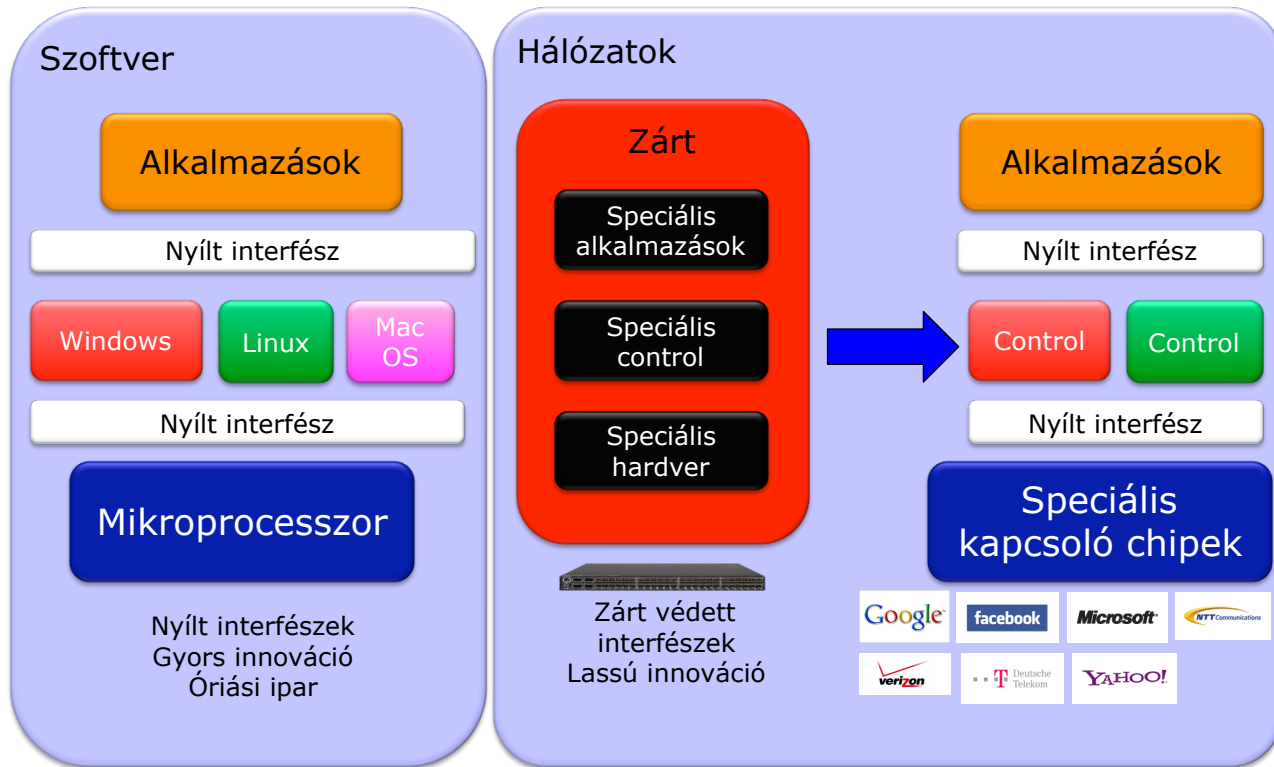 Szoftver
Alkalmazások
Nyílt interfész
Windows
Linux
Mac
OS
Nyílt interfész
Mikroprocesszor
Nyílt interfészek
Gyors innováció
Óriási ipar
Hálózatok
Zárt
Speciális
alkalmazások
Speciális
control
Speciális
hardver
Zárt védett
interfészek
Lassú innováció
Alkalmazások
Nyílt interfész
Control
Control
Nyílt interfész
Speciális
kapcsoló chipek
Google
facebook
Microsoft
NTT Communications
verizon
T Deutsche
Telekom
YAHOO!